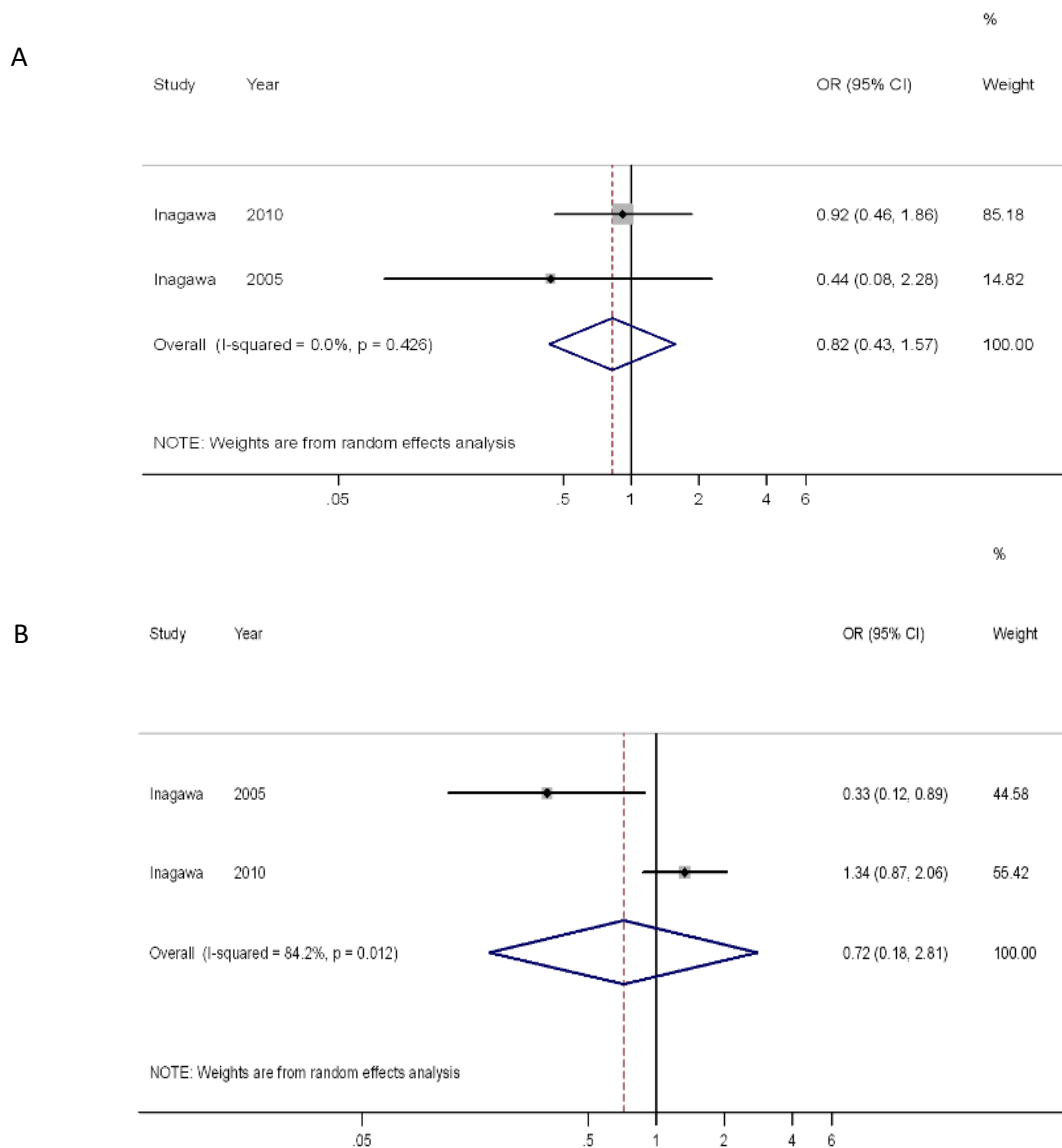 %
A
Study Year OR (95% CI) Weight
Inagawa 2010 0.92 (0.46, 1.86) 85.18
Inagawa 2005 0.44 (0.08, 2.28) 14.82
Overall (I-squared = 0.0%, p = 0.426) 0.82 (0.43, 1.57) 100.00
NOTE: Weights are from random effects analysis
.05 .5 1 2 4 6
%
B
Study Year OR (95% CI) Weight
Inagawa 2005 0.33 (0.12, 0.89) 44.58
Inagawa 2010 1.34 (0.87, 2.06) 55.42
Overall (I-squared = 84.2%, p = 0.012) 0.72 (0.18, 2.81) 100.00
NOTE: Weights are from random effects analysis
.05 .5 1 2 4 6